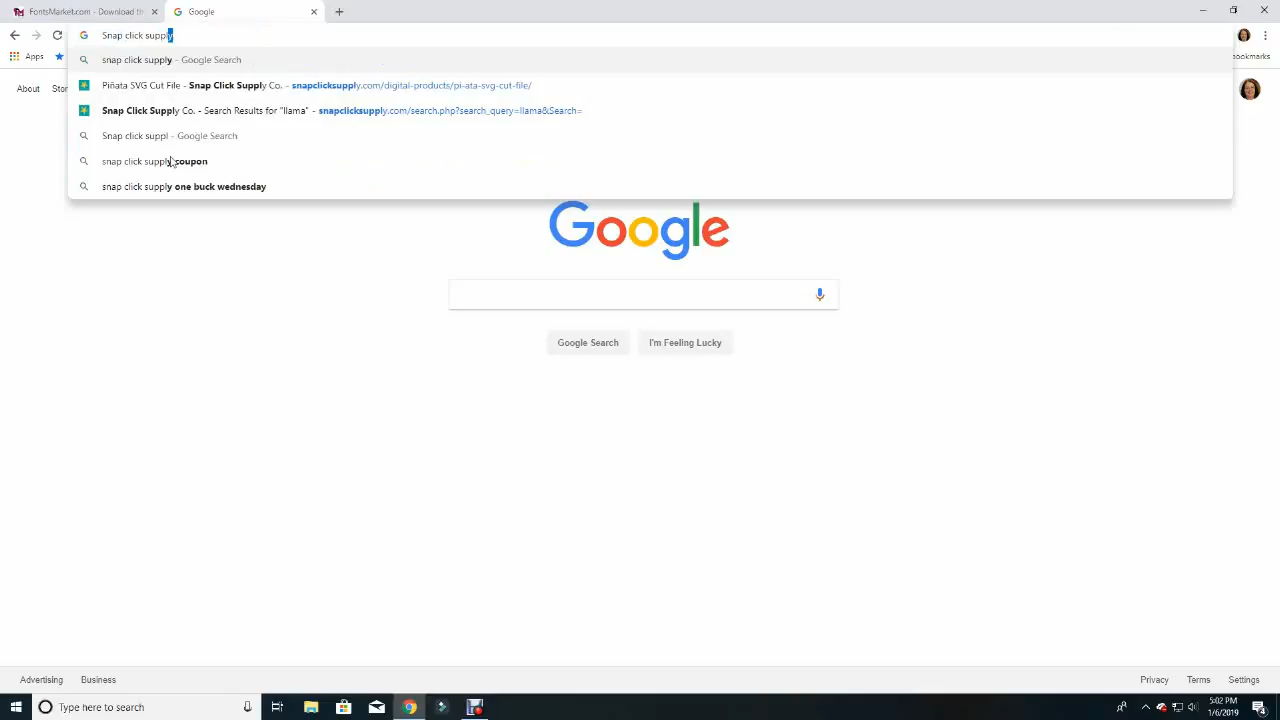 FontsMarket.com - Download th
Google
Snap click supply
Apps
ookmarks
snap click supply - Google Search
Piñata SVG Cut File - Snap Click Supply Co. - snapclicksupply.com/digital-products/pi-ata-svg-cut-file/
Snap Click Supply Co. - Search Results for "llama" - snapclicksupply.com/search.php?search_query=llama&Search=
Snap click suppl - Google Search
snap click supply coupon
snap click supply one buck wednesday
About
Stor
Google
Google Search
I'm Feeling Lucky
Advertising
Business
Privacy
Terms
Settings
Type here to search
5:02 PM
1/6/2019